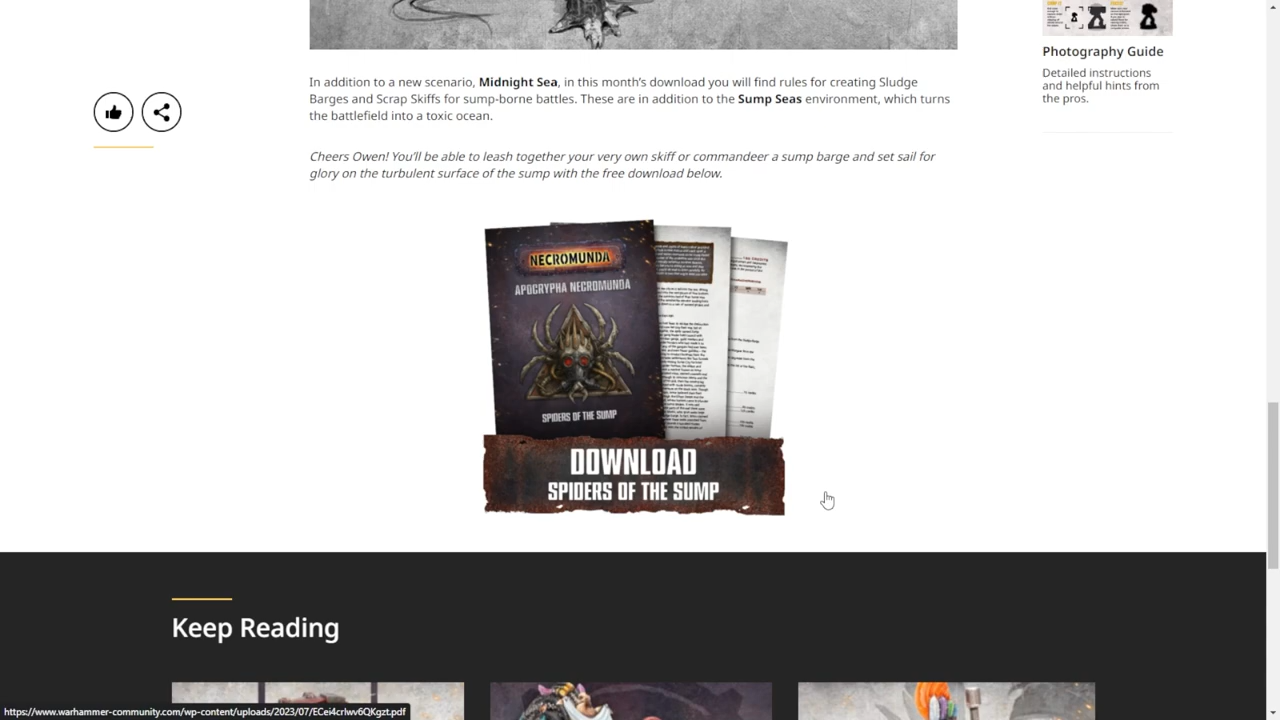 In addition to a new scenario, Midnight Sea, in this month’s download you will find rules for creating Sludge
Barges and Scrap Skiffs for sump-borne battles. These are in addition to the Sump Seas environment, which turns
the battlefield into a toxic ocean.
Cheers Owen! You’ll be able to leash together your very own skiff or commandeer a sump barge and set sail for
glory on the turbulent surface of the sump with the free download below.
NECROMUNDA
APOCRYPHA NECROMUNDA
SPIDERS OF THE SUMP
DOWNLOAD
SPIDERS OF THE SUMP
Photography Guide
Detailed instructions
and helpful hints from
the pros.
Keep Reading
https://www.warhammer-community.com/wp-content/uploads/2023/07/ECei4criwv6QKgzt.pdf